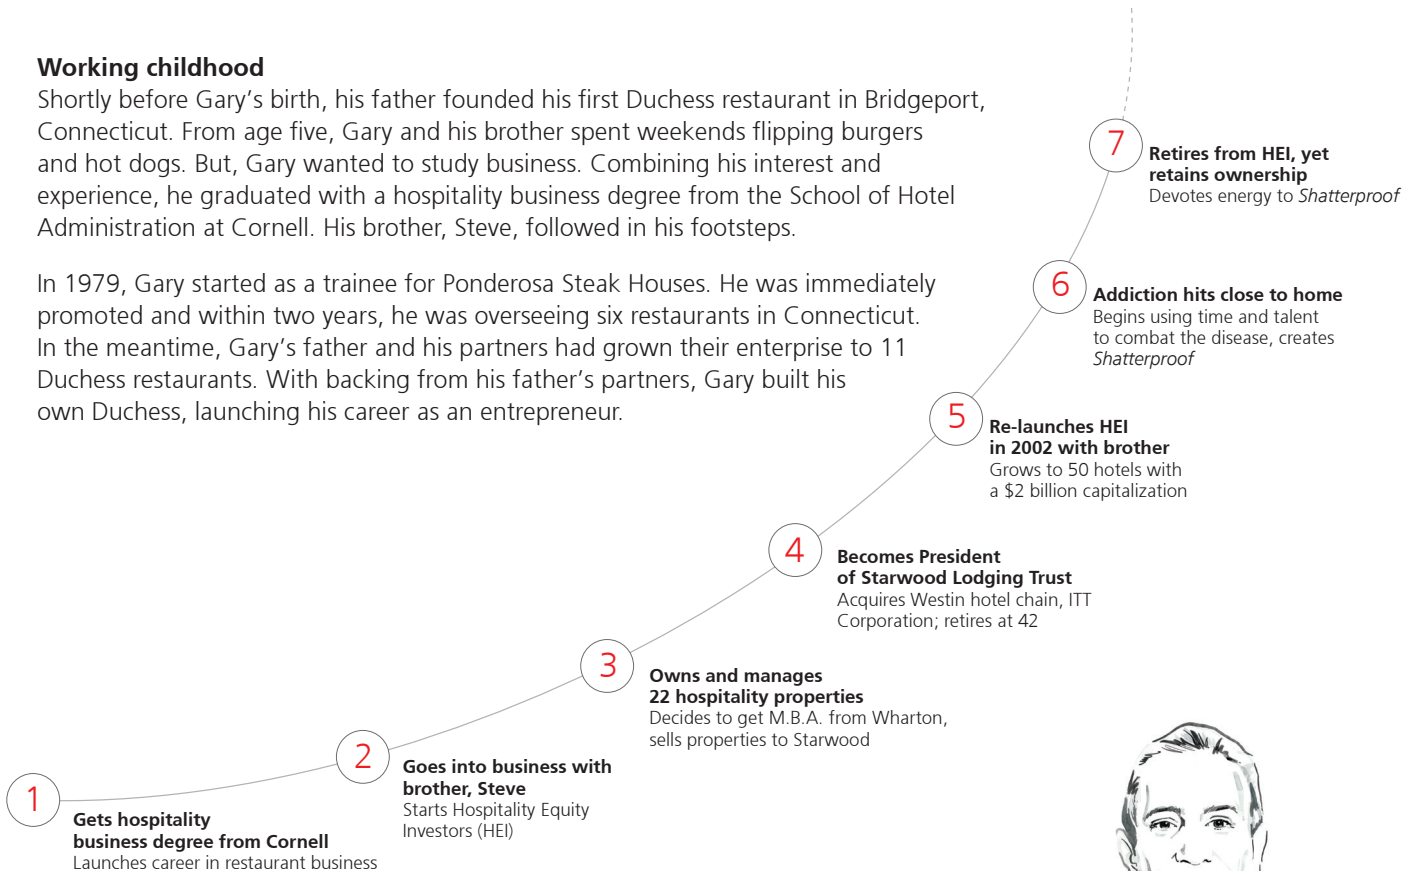 Working childhood
Shortly before Gary’s birth, his father founded his first Duchess restaurant in Bridgeport,
Connecticut. From age five, Gary and his brother spent weekends flipping burgers
and hot dogs. But, Gary wanted to study business. Combining his interest and
experience, he graduated with a hospitality business degree from the School of Hotel
Administration at Cornell. His brother, Steve, followed in his footsteps.
In 1979, Gary started as a trainee for Ponderosa Steak Houses. He was immediately
promoted and within two years, he was overseeing six restaurants in Connecticut.
In the meantime, Gary’s father and his partners had grown their enterprise to 11
Duchess restaurants. With backing from his father’s partners, Gary built his
own Duchess, launching his career as an entrepreneur.
7
Retires from HEI, yet
retains ownership
Devotes energy to Shatterproof
6
Addiction hits close to home
Begins using time and talent
to combat the disease, creates
Shatterproof
5
Re-launches HEI
in 2002 with brother
Grows to 50 hotels with
a $2 billion capitalization
4
Becomes President
of Starwood Lodging Trust
Acquires Westin hotel chain, ITT
Corporation; retires at 42
3
Owns and manages
22 hospitality properties
Decides to get M.B.A. from Wharton,
sells properties to Starwood
2
Goes into business with
brother, Steve
Starts Hospitality Equity
Investors (HEI)
1
Gets hospitality
business degree from Cornell
Launches career in restaurant business